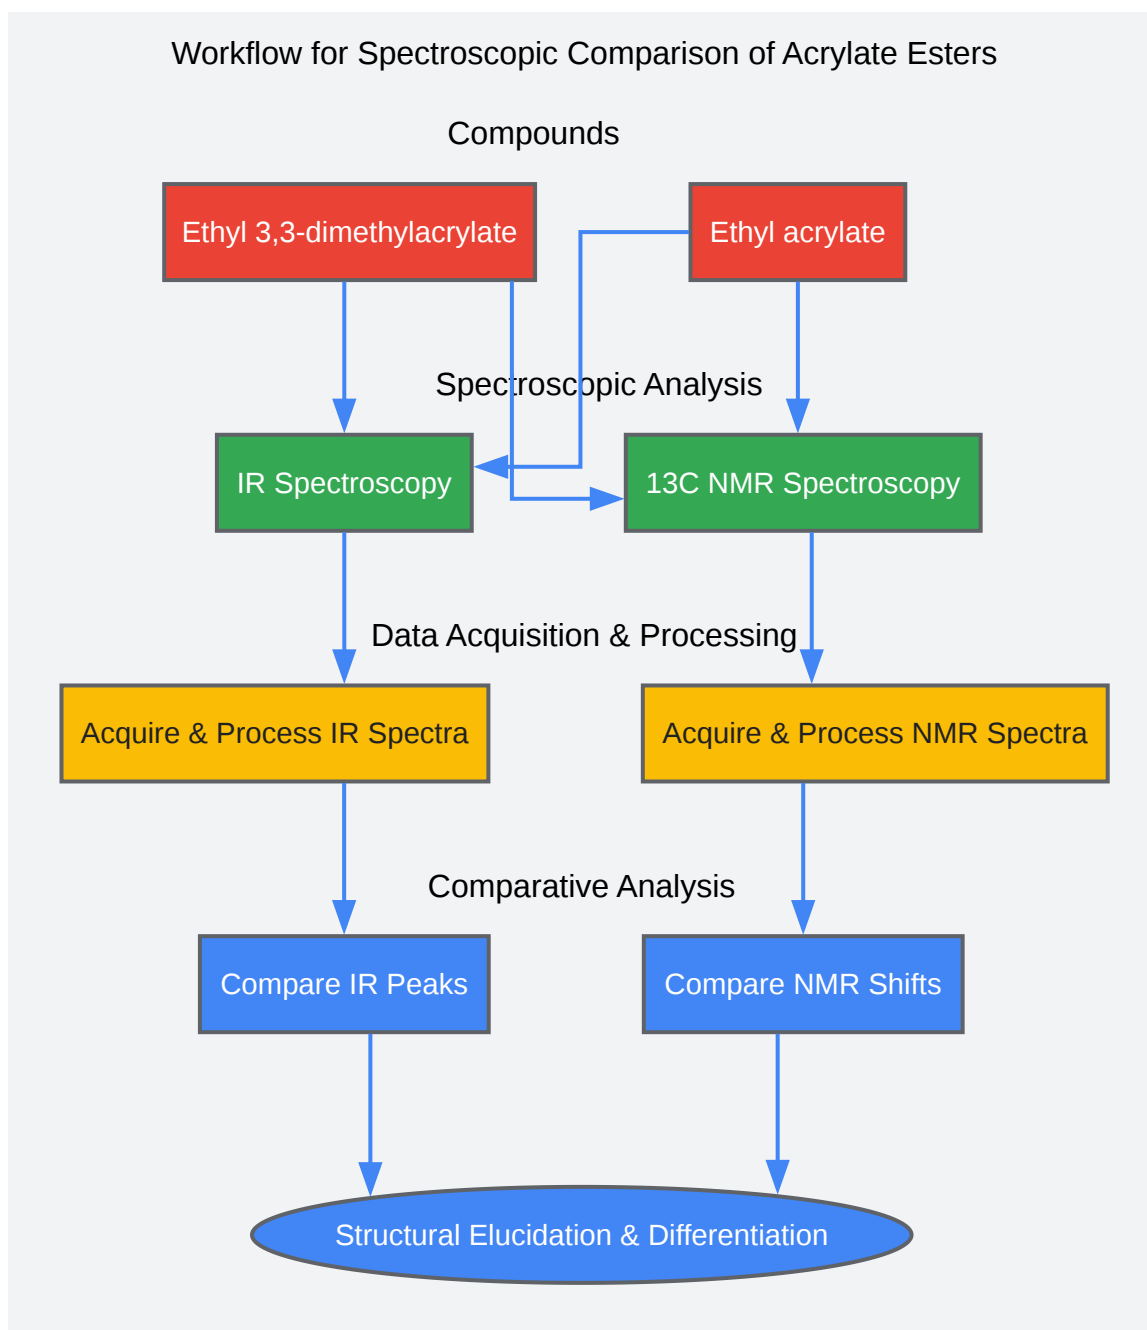 Workflow for Spectroscopic Comparison of Acrylate Esters
Compounds
Ethyl 3,3-dimethylacrylate
Ethyl acrylate
Spectroscopic Analysis
IR Spectroscopy
13C NMR Spectroscopy
Data Acquisition & Processing
Acquire & Process IR Spectra
Acquire & Process NMR Spectra
Comparative Analysis
Compare IR Peaks
Compare NMR Shifts
Structural Elucidation & Differentiation